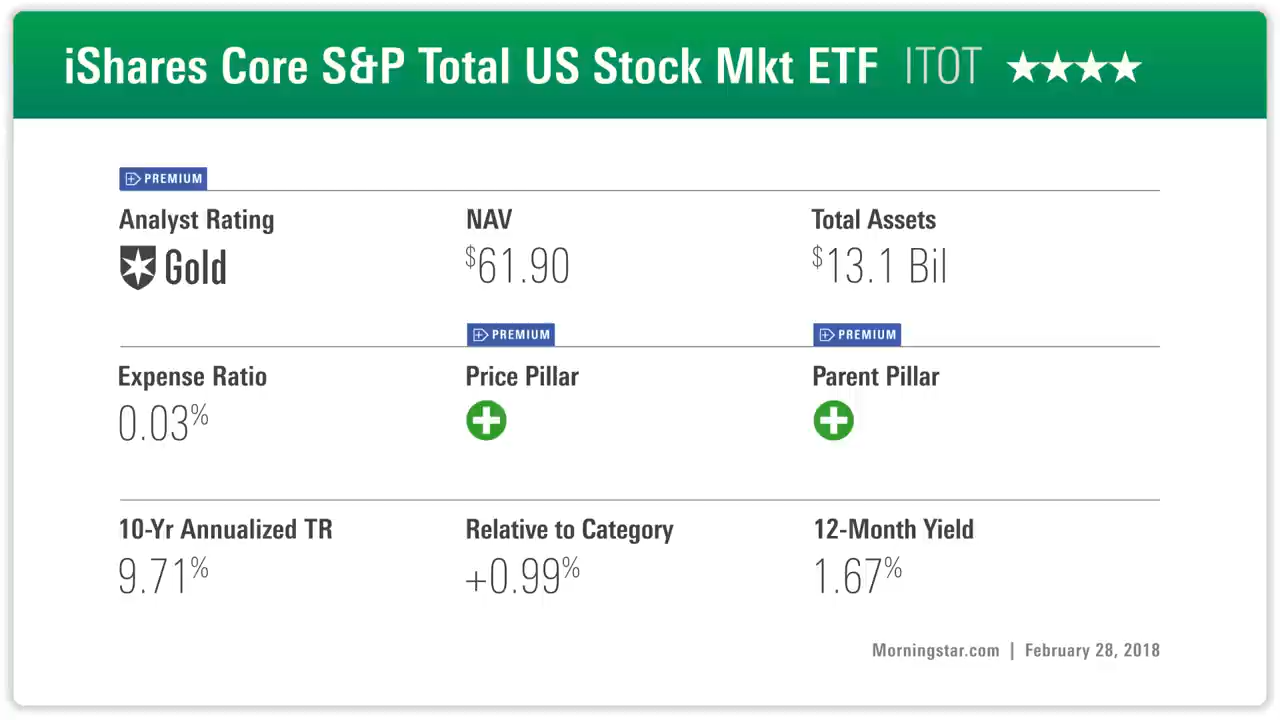 iShares Core S&P Total US Stock Mkt ETF ITOT ★★★★
PREMIUM
Analyst Rating NAV Total Assets
Gold $61.90 $13.1 Bil
PREMIUM PREMIUM
Expense Ratio Price Pillar Parent Pillar
0.03%
10-Yr Annualized TR Relative to Category 12-Month Yield
9.71% +0.99% 1.67%
Morningstar.com | February 28, 2018